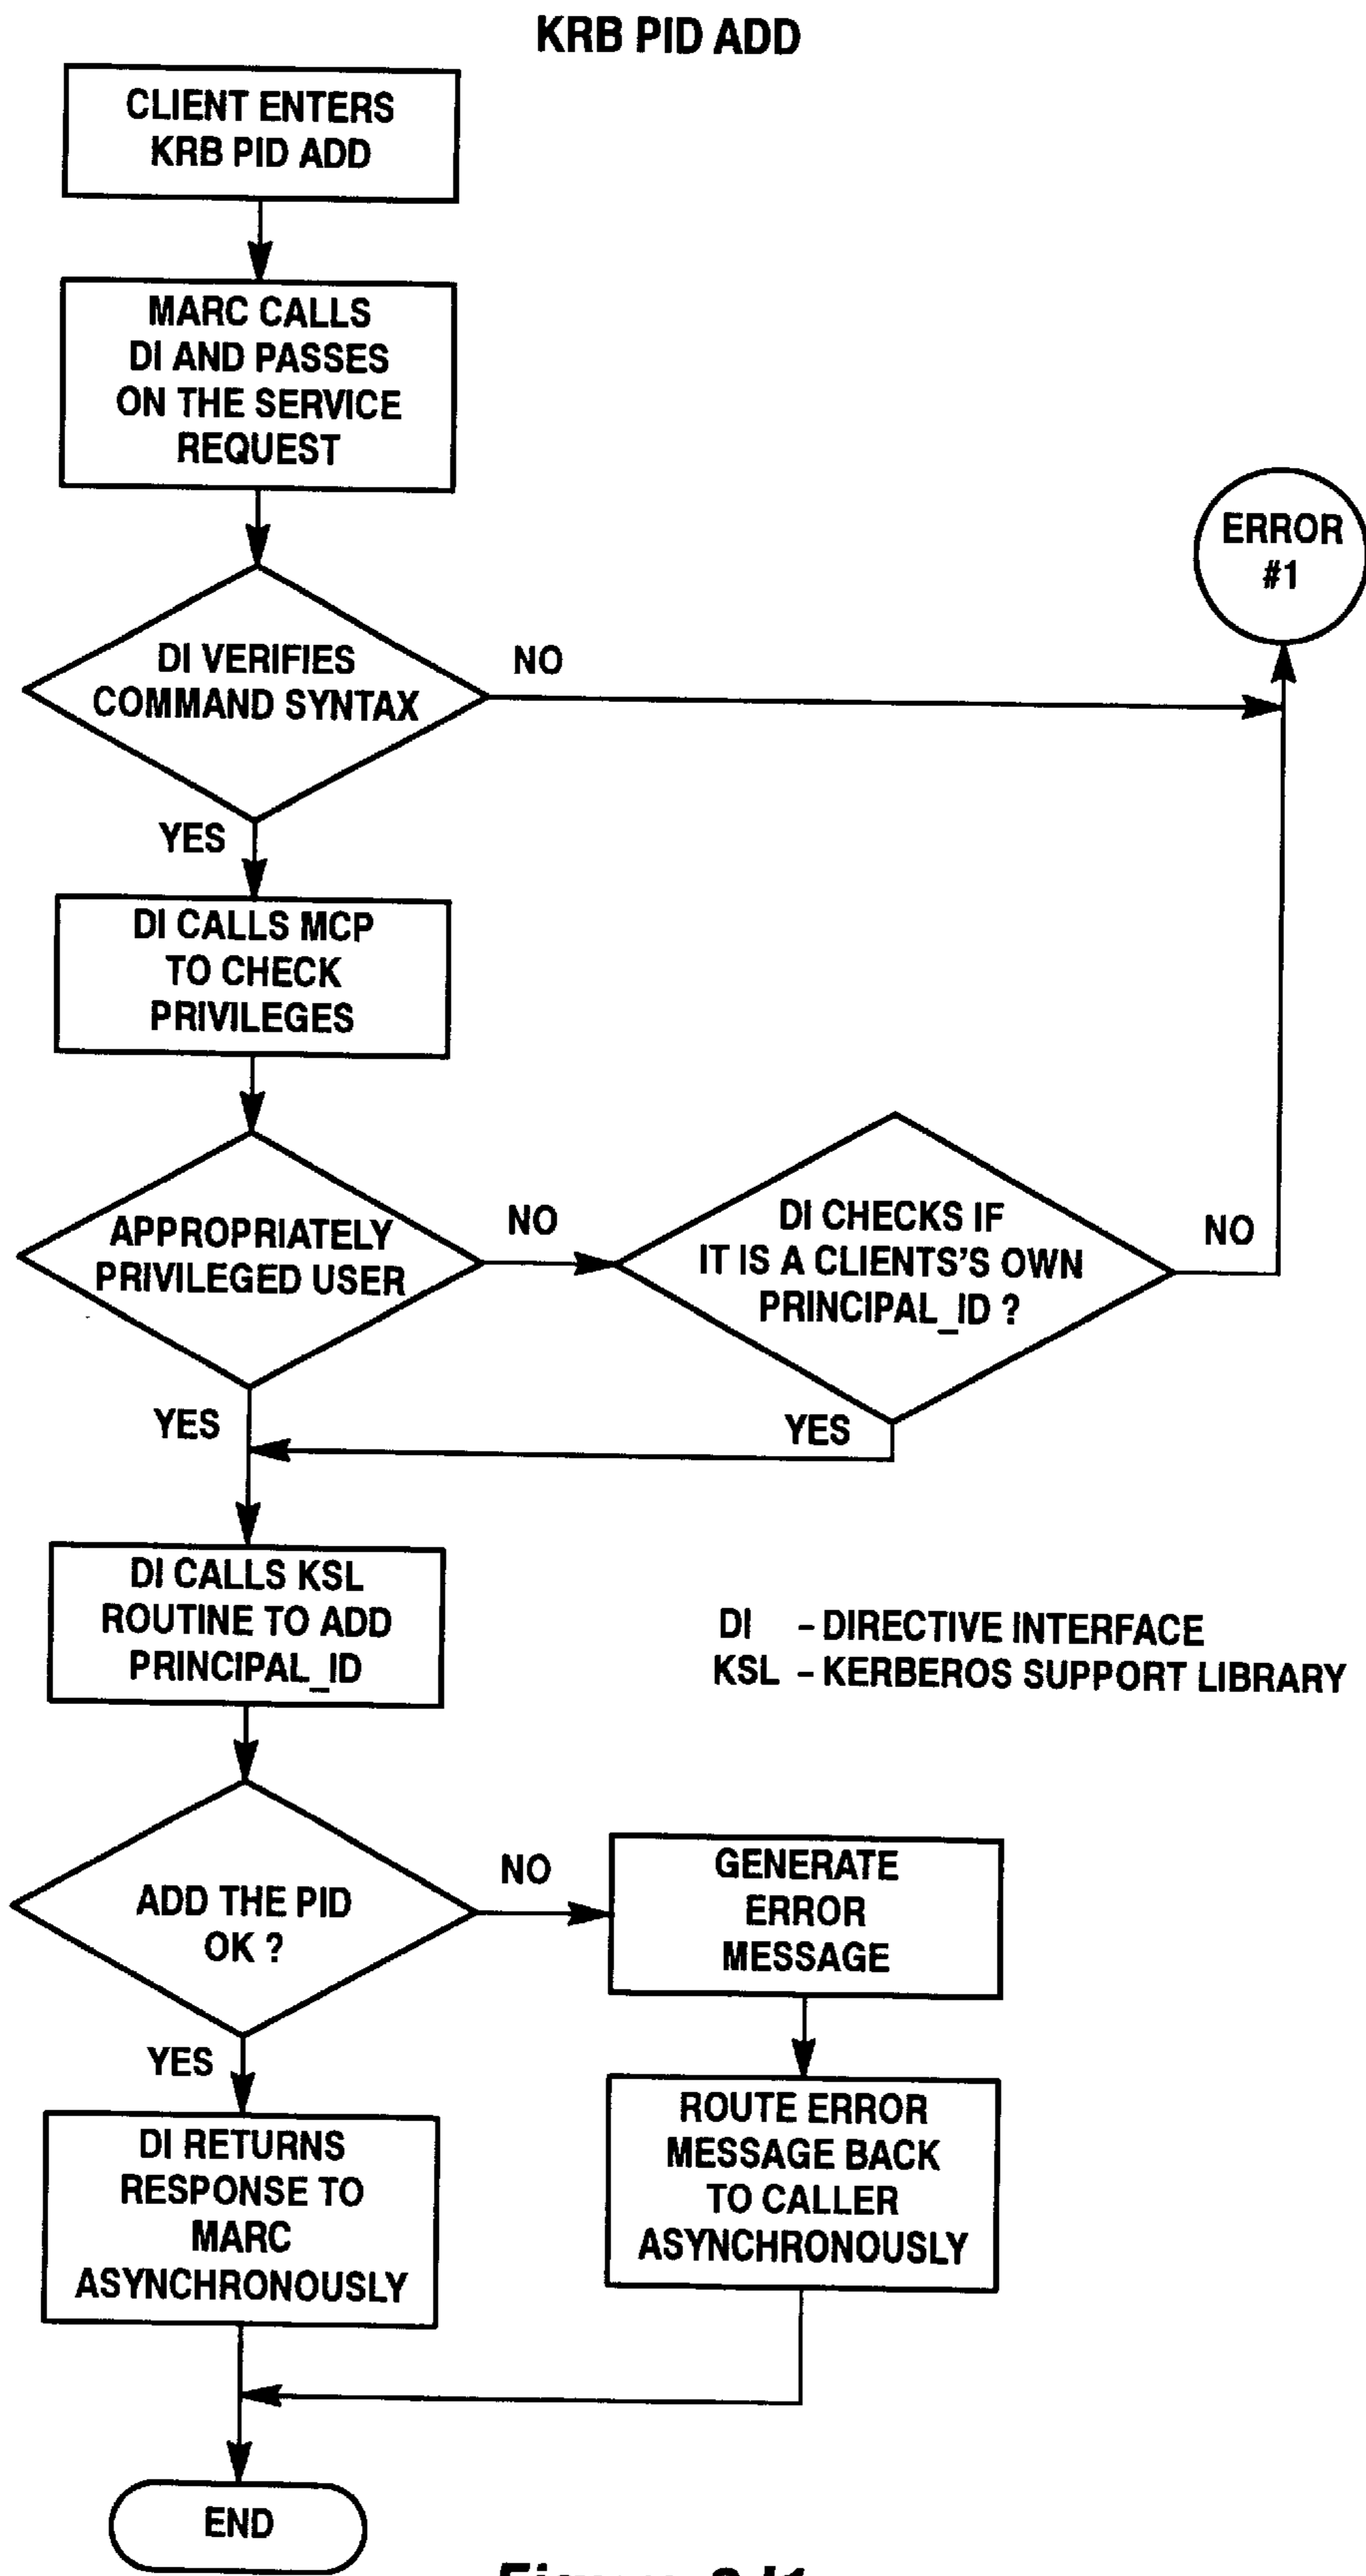 KRB PID ADD
CLIENT ENTERS
KRB PID ADD
MARC CALLS
DI AND PASSES
ON THE SERVICE
REQUEST
ERROR
#1
DI VERIFIES
COMMAND SYNTAX
NO
YES
DI CALLS MCP
TO CHECK
PRIVILEGES
APPROPRIATELY
PRIVILEGED USER
NO
DI CHECKS IF
IT IS A CLIENTS'S OWN
PRINCIPAL_ID ?
NO
YES
YES
DI CALLS KSL
ROUTINE TO ADD
PRINCIPAL_ID
DI – DIRECTIVE INTERFACE
KSL – KERBEROS SUPPORT LIBRARY
ADD THE PID
OK ?
NO
GENERATE
ERROR
MESSAGE
YES
DI RETURNS
RESPONSE TO
MARC
ASYNCHRONOUSLY
ROUTE ERROR
MESSAGE BACK
TO CALLER
ASYNCHRONOUSLY
END